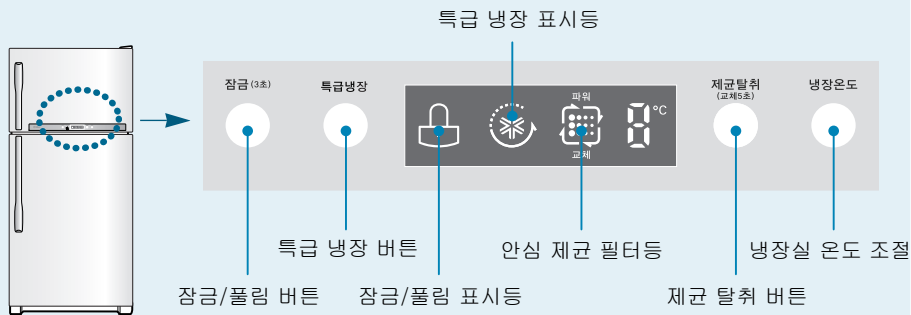 특급 냉장 표시등
잠금 (3초)
특급냉장
파워
8 °C
교체
제균탈취
(교체5초)
냉장온도
특급 냉장 버튼
안심 제균 필터등
냉장실 온도 조절
잠금/풀림 버튼
잠금/풀림 표시등
제균 탈취 버튼